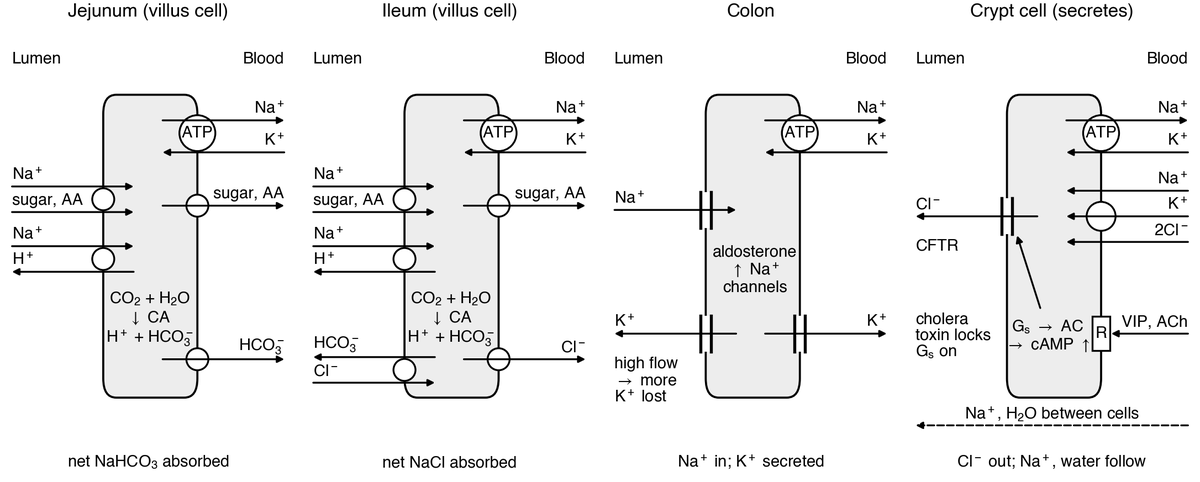 Jejunum (villus cell)
Lumen
Blood
Na⁺
ATP
K⁺
Na⁺
sugar, AA
sugar, AA
Na⁺
H⁺
CO₂ + H₂O
↓ CA
H⁺ + HCO₃⁻
HCO₃⁻
net NaHCO₃ absorbed
Ileum (villus cell)
Lumen
Blood
Na⁺
ATP
K⁺
Na⁺
sugar, AA
sugar, AA
Na⁺
H⁺
CO₂ + H₂O
↓ CA
H⁺ + HCO₃⁻
HCO₃⁻
Cl⁻
Cl⁻
net NaCl absorbed
Colon
Lumen
Blood
Na⁺
ATP
K⁺
Na⁺
aldosterone
↑ Na⁺
channels
K⁺
K⁺
high flow
→ more
K⁺ lost
Na⁺ in; K⁺ secreted
Crypt cell (secretes)
Lumen
Blood
Na⁺
ATP
K⁺
Na⁺
K⁺
2Cl⁻
Cl⁻
CFTR
cholera
toxin locks
Gₛ on
Gₛ → AC
→ cAMP ↑
R
VIP, ACh
Na⁺, H₂O between cells
Cl⁻ out; Na⁺, water follow